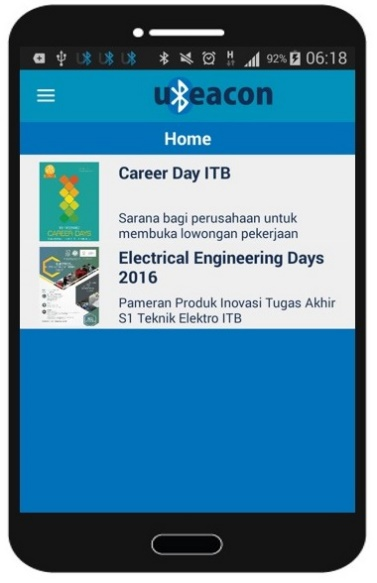 92% 06:18
uBeacon
Home
Career Day ITB
Sarana bagi perusahaan untuk
membuka lowongan pekerjaan
CAREER DAYS
Electrical Engineering Days
2016
Pameran Produk Inovasi Tugas Akhir
S1 Teknik Elektro ITB